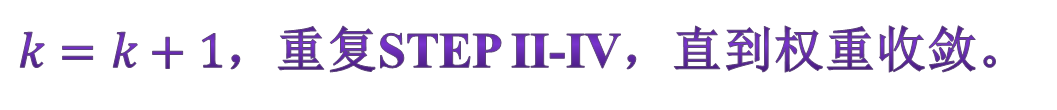 k = k + 1，重复STEP II-IV，直到权重收敛。